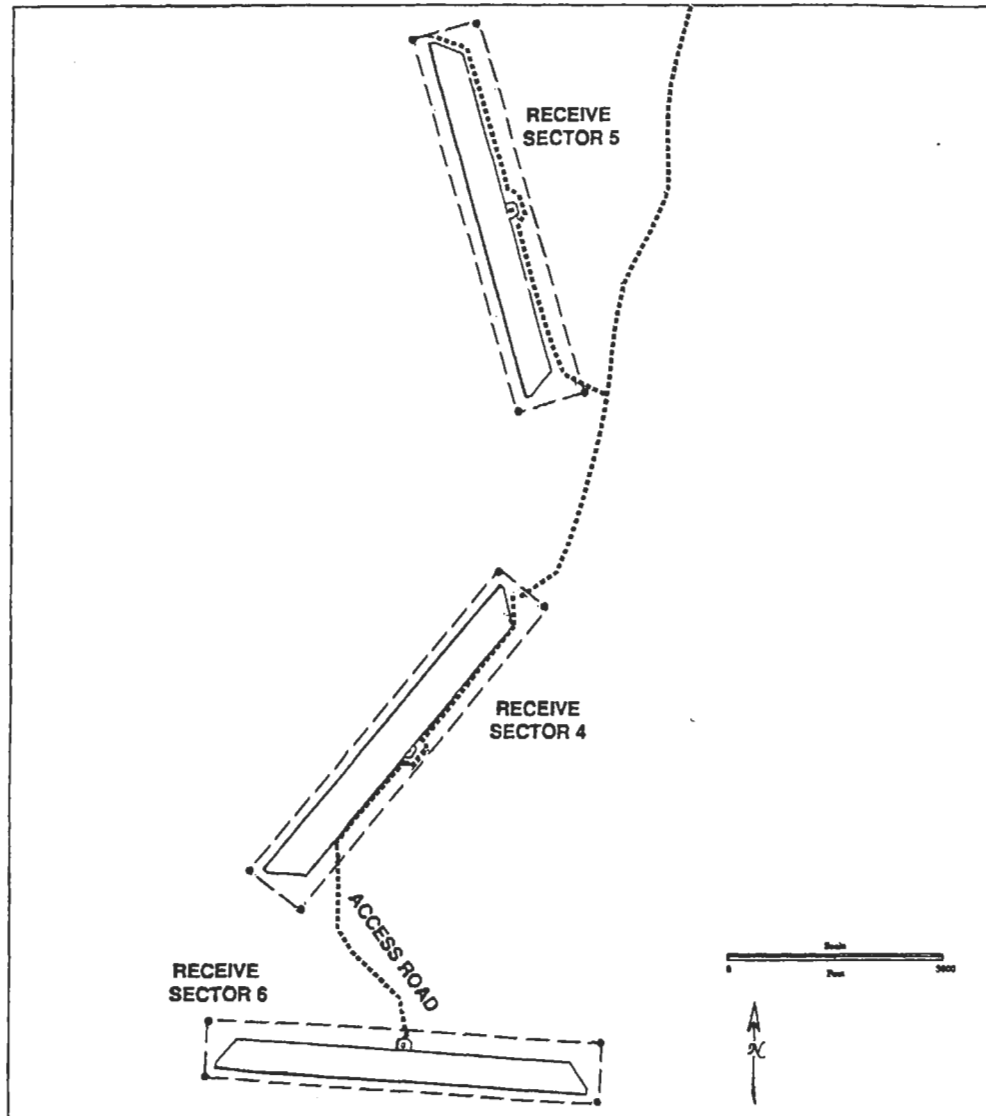 RECEIVE
SECTOR 5
RECEIVE
SECTOR 4
ACCESS ROAD
RECEIVE
SECTOR 6
Scale
0
Feet
N